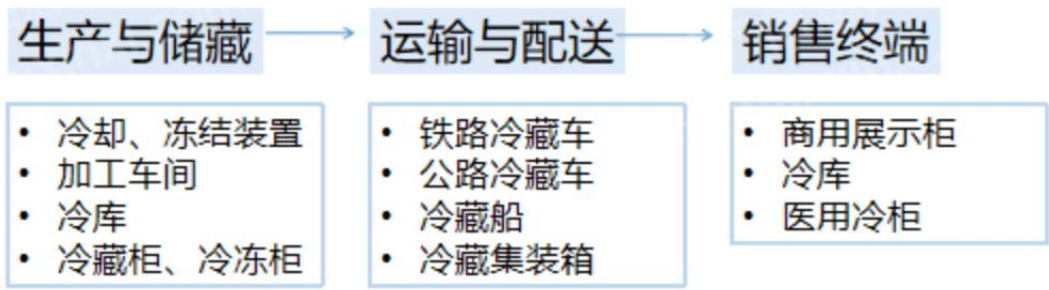 生产与储藏
运输与配送
销售终端
• 冷却、冻结装置
• 加工车间
• 冷库
• 冷藏柜、冷冻柜
• 铁路冷藏车
• 公路冷藏车
• 冷藏船
• 冷藏集装箱
• 商用展示柜
• 冷库
• 医用冷柜